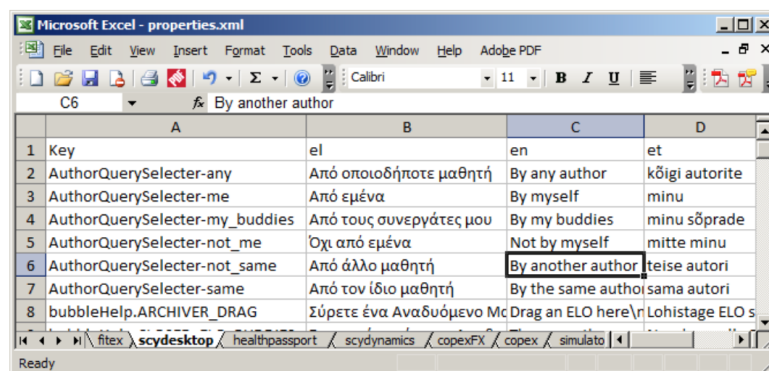 Microsoft Excel - properties.xml
File Edit View Insert Format Tools Data Window Help Adobe PDF
Calibri 11 B I U
C6 fx By another author
A B C D
1 Key el en et
2 AuthorQuerySelecter-any Από οποιοδήποτε μαθητή By any author kõigi autorite
3 AuthorQuerySelecter-me Από εμένα By myself minu
4 AuthorQuerySelecter-my_buddies Από τους συνεργάτες μου By my buddies minu sõprade
5 AuthorQuerySelecter-not_me Όχι από εμένα Not by myself mitte minu
6 AuthorQuerySelecter-not_same Από άλλο μαθητή By another author teise autori
7 AuthorQuerySelecter-same Από τον ίδιο μαθητή By the same autho sama autori
8 bubbleHelp.ARCHIVER_DRAG Σύρετε ένα Αναδυόμενο Μα Drag an ELO here\n Lohistage ELO s
fitex scydesktop healthpassport scydynamics copexFX copex simulato
Ready